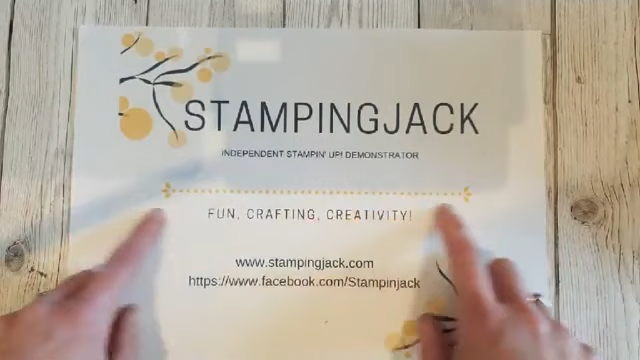 STAMPINGJACK
INDEPENDENT STAMPIN' UP! DEMONSTRATOR
FUN, CRAFTING, CREATIVITY!
www.stampingjack.com
https://www.facebook.com/Stampinjack